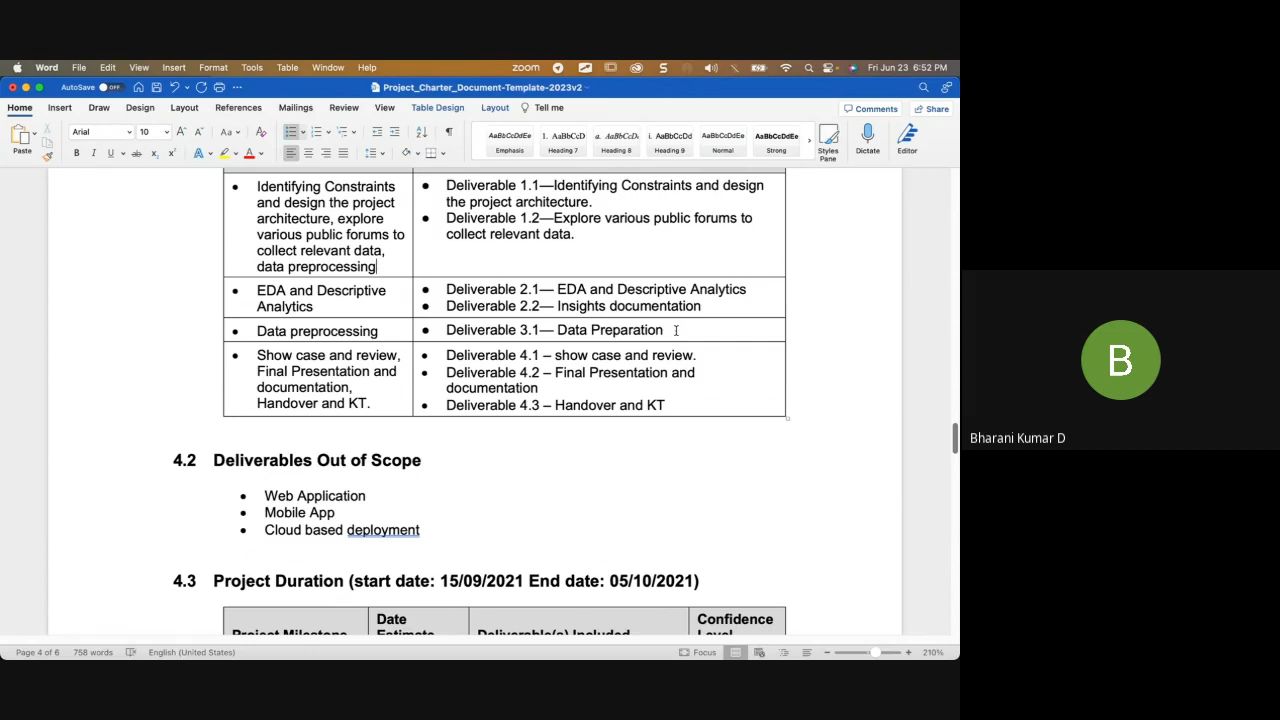 Word File Edit View Insert Format Tools Table Window Help zoom S Fri Jun 23 6:52 PM
AutoSave OFF Project_Charter_Document-Template-2023v2
Home Insert Draw Design Layout References Mailings Review View Table Design Layout Tell me Comments Share
Paste Arial 10 AaBbCcDdEe Emphasis 1. AaBbCcD Heading 7 a. AaBbCcDc Heading 8 i. AaBbCcDd Heading 9 AaBbCcDdEe Normal AaBbCcDdEe Strong Styles Pane Dictate Editor
• Identifying Constraints
and design the project
architecture, explore
various public forums to
collect relevant data,
data preprocessing
• Deliverable 1.1—Identifying Constraints and design
the project architecture.
• Deliverable 1.2—Explore various public forums to
collect relevant data.
• EDA and Descriptive
Analytics
• Deliverable 2.1— EDA and Descriptive Analytics
• Deliverable 2.2— Insights documentation
• Data preprocessing
• Deliverable 3.1— Data Preparation
• Show case and review,
Final Presentation and
documentation,
Handover and KT.
• Deliverable 4.1 – show case and review.
• Deliverable 4.2 – Final Presentation and
documentation
• Deliverable 4.3 – Handover and KT
4.2 Deliverables Out of Scope
• Web Application
• Mobile App
• Cloud based deployment
4.3 Project Duration (start date: 15/09/2021 End date: 05/10/2021)
Project Milestone
Date
Estimate
Deliverable(s) Included
Confidence
Level
Page 4 of 6 758 words English (United States) Focus 210%
B
Bharani Kumar D